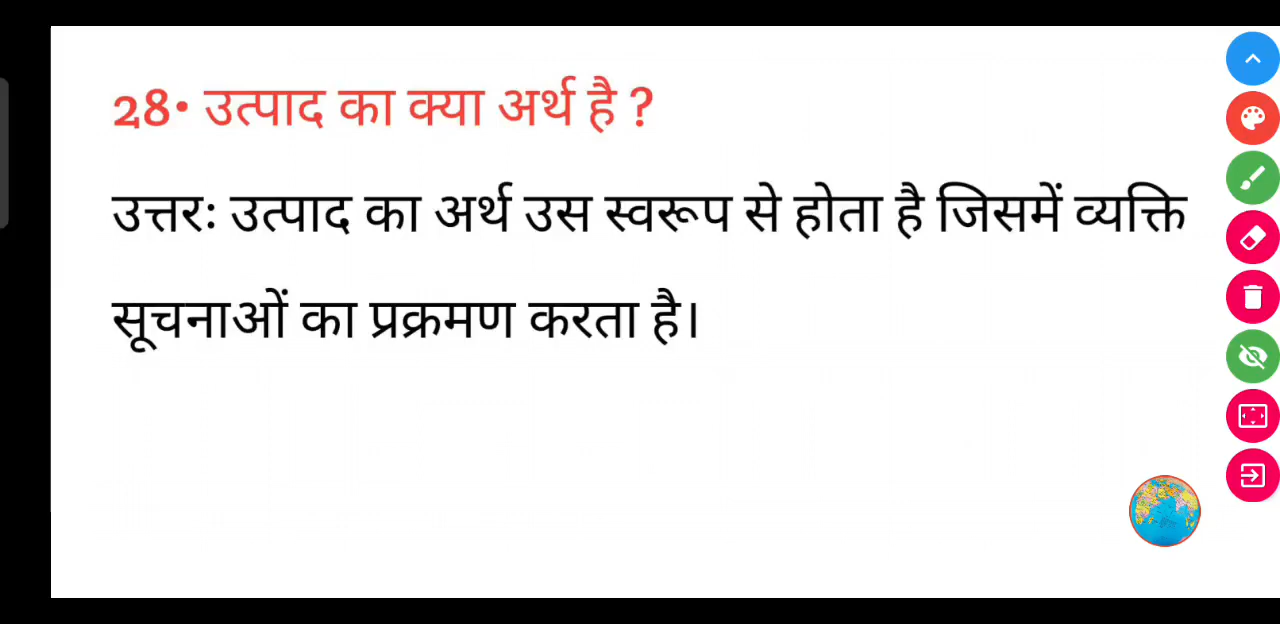 28• उत्पाद का क्या अर्थ है ?
उत्तरः उत्पाद का अर्थ उस स्वरूप से होता है जिसमें व्यक्ति
सूचनाओं का प्रक्रमण करता है।